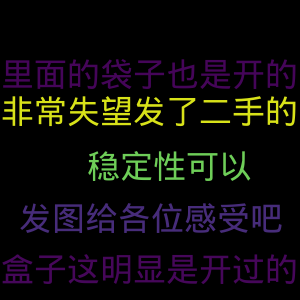 里面的袋子也是开的
非常失望发了二手的
稳定性可以
发图给各位感受吧
盒子这明显是开过的